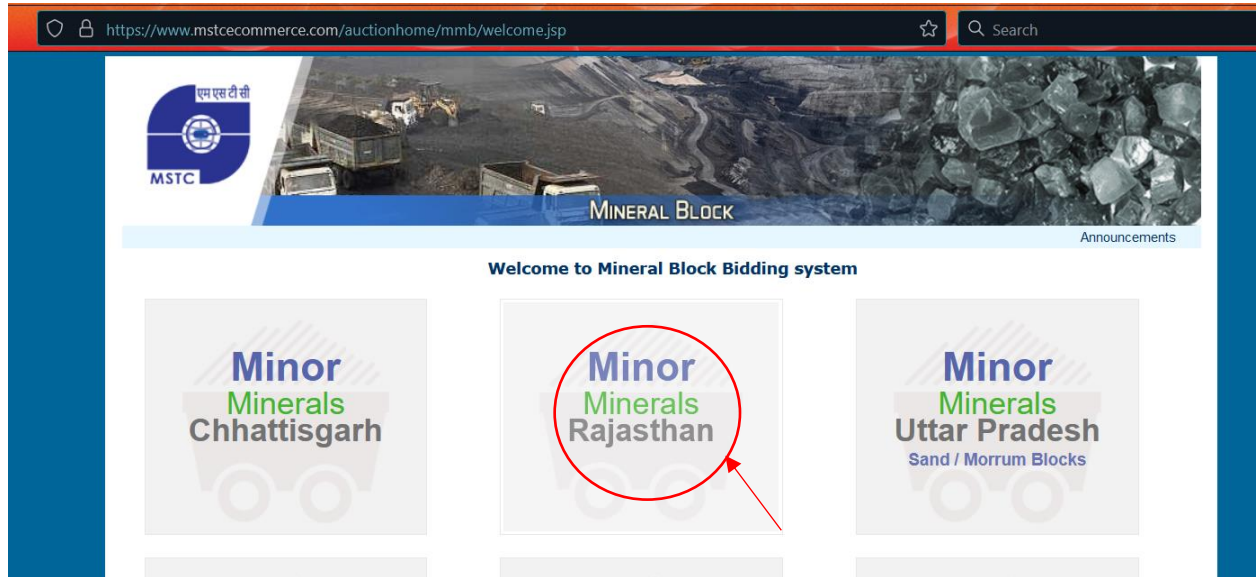 https://www.mstcecommerce.com/auctionhome/mmb/welcome.jsp
Search
एम एस टी सी
MSTC
MINERAL BLOCK
Announcements
Welcome to Mineral Block Bidding system
Minor
Minerals
Chhattisgarh
Minor
Minerals
Rajasthan
Minor
Minerals
Uttar Pradesh
Sand / Morrum Blocks